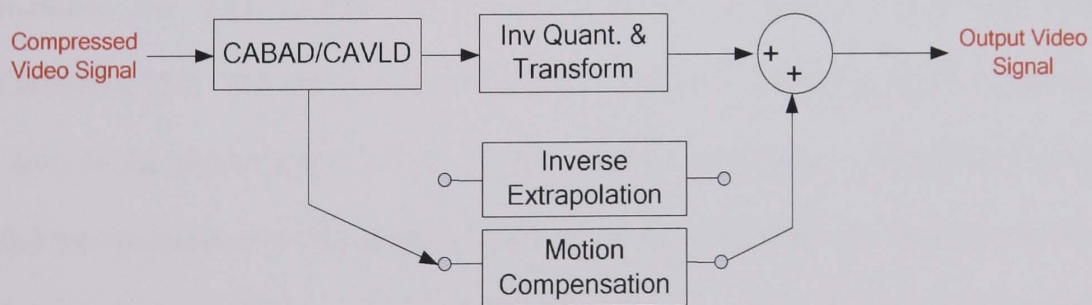 Compressed
Video Signal
CABAD/CAVLD
Inv Quant. &
Transform
+
+
Output Video
Signal
Inverse
Extrapolation
Motion
Compensation